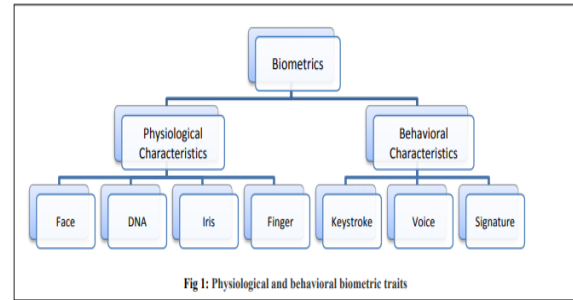 Biometrics
Physiological
Characteristics
Behavioral
Characteristics
Face
DNA
Iris
Finger
Keystroke
Voice
Signature
Fig 1: Physiological and behavioral biometric traits